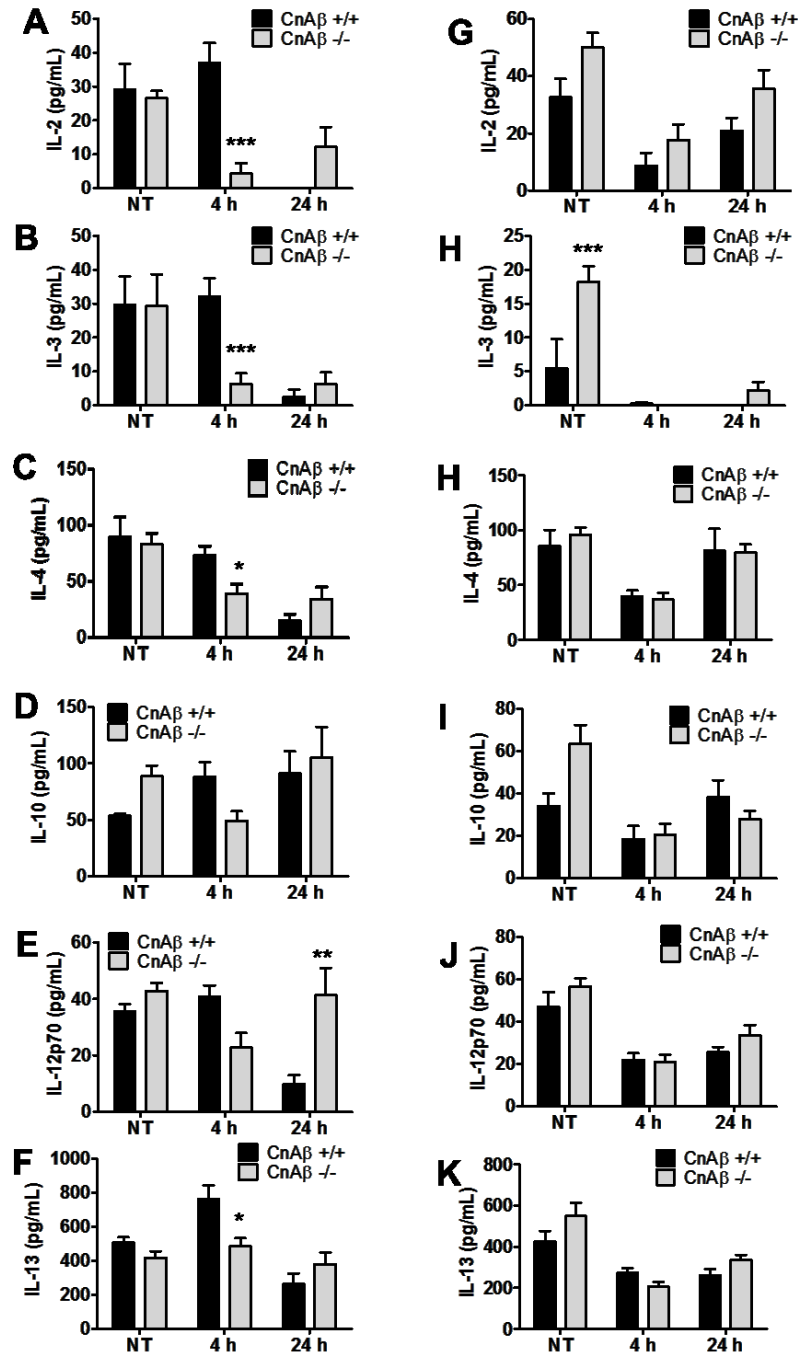 A
CnAβ +/+
CnAβ -/-
IL-2 (pg/mL)
50
40
30
20
10
0
***
NT
4 h
24 h
B
CnAβ +/+
CnAβ -/-
IL-3 (pg/mL)
50
40
30
20
10
0
***
NT
4 h
24 h
C
CnAβ +/+
CnAβ -/-
IL-4 (pg/mL)
150
100
50
0
*
NT
4 h
24 h
D
CnAβ +/+
CnAβ -/-
IL-10 (pg/mL)
150
100
50
0
NT
4 h
24 h
E
CnAβ +/+
CnAβ -/-
IL-12p70 (pg/mL)
60
40
20
0
**
NT
4 h
24 h
F
CnAβ +/+
CnAβ -/-
IL-13 (pg/mL)
1000
800
600
400
200
0
*
NT
4 h
24 h
G
CnAβ +/+
CnAβ -/-
IL-2 (pg/mL)
60
40
20
0
NT
4 h
24 h
H
CnAβ +/+
CnAβ -/-
IL-3 (pg/mL)
25
20
15
10
5
0
***
NT
4 h
24 h
H
CnAβ +/+
CnAβ -/-
IL-4 (pg/mL)
150
100
50
0
NT
4 h
24 h
I
CnAβ +/+
CnAβ -/-
IL-10 (pg/mL)
80
60
40
20
0
NT
4 h
24 h
J
CnAβ +/+
CnAβ -/-
IL-12p70 (pg/mL)
80
60
40
20
0
NT
4 h
24 h
K
CnAβ +/+
CnAβ -/-
IL-13 (pg/mL)
800
600
400
200
0
NT
4 h
24 h